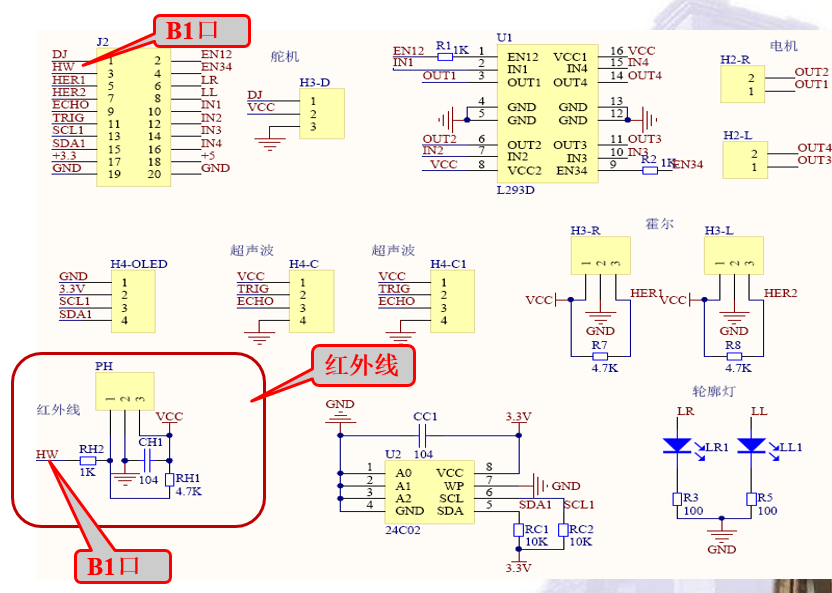 B1口
J2
DJ 1 2 EN12
HW 3 4 EN34
HER1 5 6 LR
HER2 7 8 LL
ECHO 9 10 IN1
TRIG 11 12 IN2
SCL1 13 14 IN3
SDA1 15 16 IN4
+3.3 17 18 +5
GND 19 20 GND
舵机
H3-D
DJ 1
VCC 2
3
U1
EN12 R1 1K 1 EN12 VCC1 16 VCC
IN1 2 IN1 IN4 15 IN4
OUT1 3 OUT1 OUT4 14 OUT4
4 GND GND 13
5 GND GND 12
OUT2 6 OUT2 OUT3 11 OUT3
IN2 7 IN2 IN3 10 IN3
VCC 8 VCC2 EN34 9 R2 1K EN34
L293D
电机
H2-R
2 OUT2
1 OUT1
H2-L
2 OUT4
1 OUT3
H4-OLED
GND 1
3.3V 2
SCL1 3
SDA1 4
超声波
H4-C
VCC 1
TRIG 2
ECHO 3
4
超声波
H4-C1
VCC 1
TRIG 2
ECHO 3
4
霍尔
H3-R
1 2 3
VCC HER1
GND
R7
4.7K
H3-L
1 2 3
VCC HER2
GND
R8
4.7K
红外线
PH
1 2 3
红外线
VCC
HW RH2
1K
CH1
104
RH1
4.7K
B1口
GND CC1 3.3V
104
U2
1 A0 VCC 8
2 A1 WP 7 GND
3 A2 SCL 6 SDA1 SCL1
4 GND SDA 5
24C02
RC1 RC2
10K 10K
3.3V
轮廓灯
LR LL
LR1 LL1
R3 R5
100 100
GND